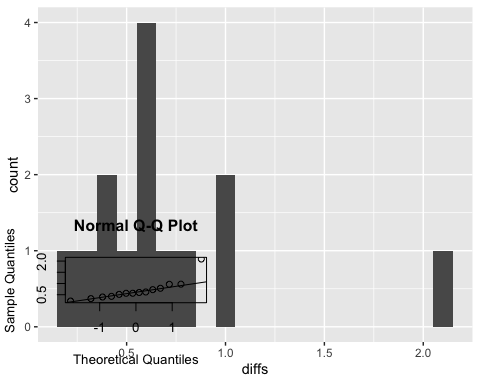 4
3
2
1
0
count
Normal Q-Q Plot
Sample Quantiles
0.5 2.0
-1 0 1
0.5 1.0 1.5 2.0
Theoretical Quantiles
diffs